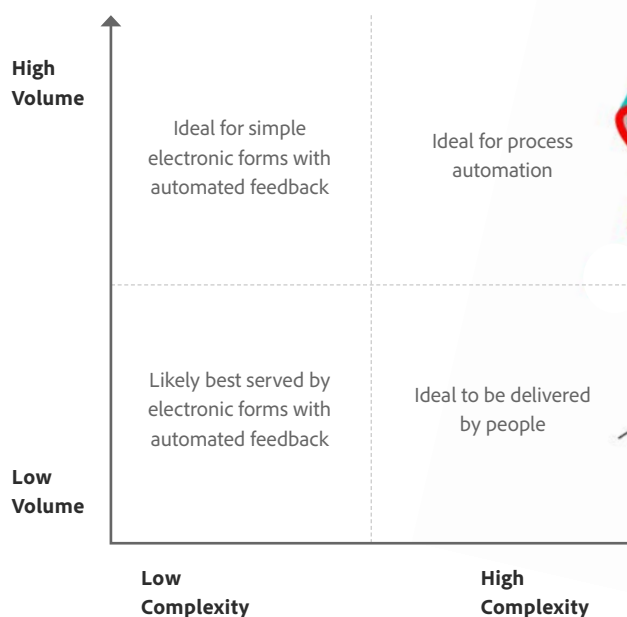 High
Volume
Ideal for simple
electronic forms with
automated feedback
Ideal for process
automation
Likely best served by
electronic forms with
automated feedback
Ideal to be delivered
by people
Low
Volume
Low
Complexity
High
Complexity